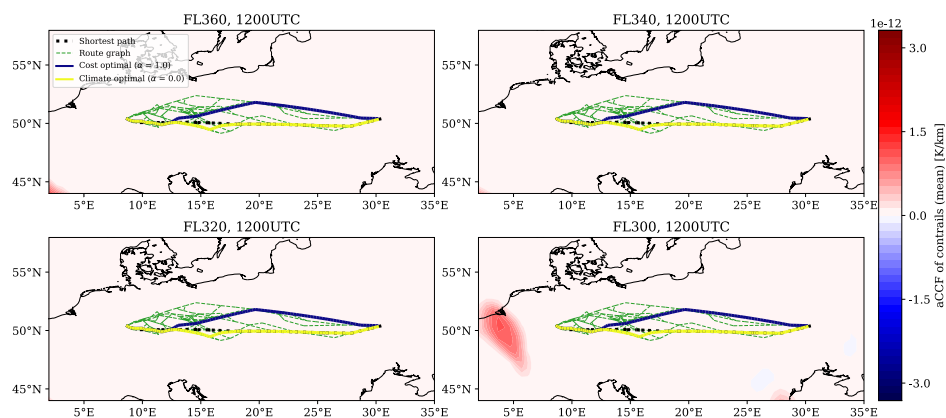 FL360, 1200UTC
Shortest path
Route graph
Cost optimal (α = 1.0)
Climate optimal (α = 0.0)
55°N
50°N
45°N
5°E 10°E 15°E 20°E 25°E 30°E 35°E
FL340, 1200UTC
55°N
50°N
45°N
5°E 10°E 15°E 20°E 25°E 30°E 35°E
FL320, 1200UTC
55°N
50°N
45°N
5°E 10°E 15°E 20°E 25°E 30°E 35°E
FL300, 1200UTC
55°N
50°N
45°N
5°E 10°E 15°E 20°E 25°E 30°E 35°E
1e-12
3.0
1.5
0.0
-1.5
-3.0
aCCF of contrails (mean) [K/km]